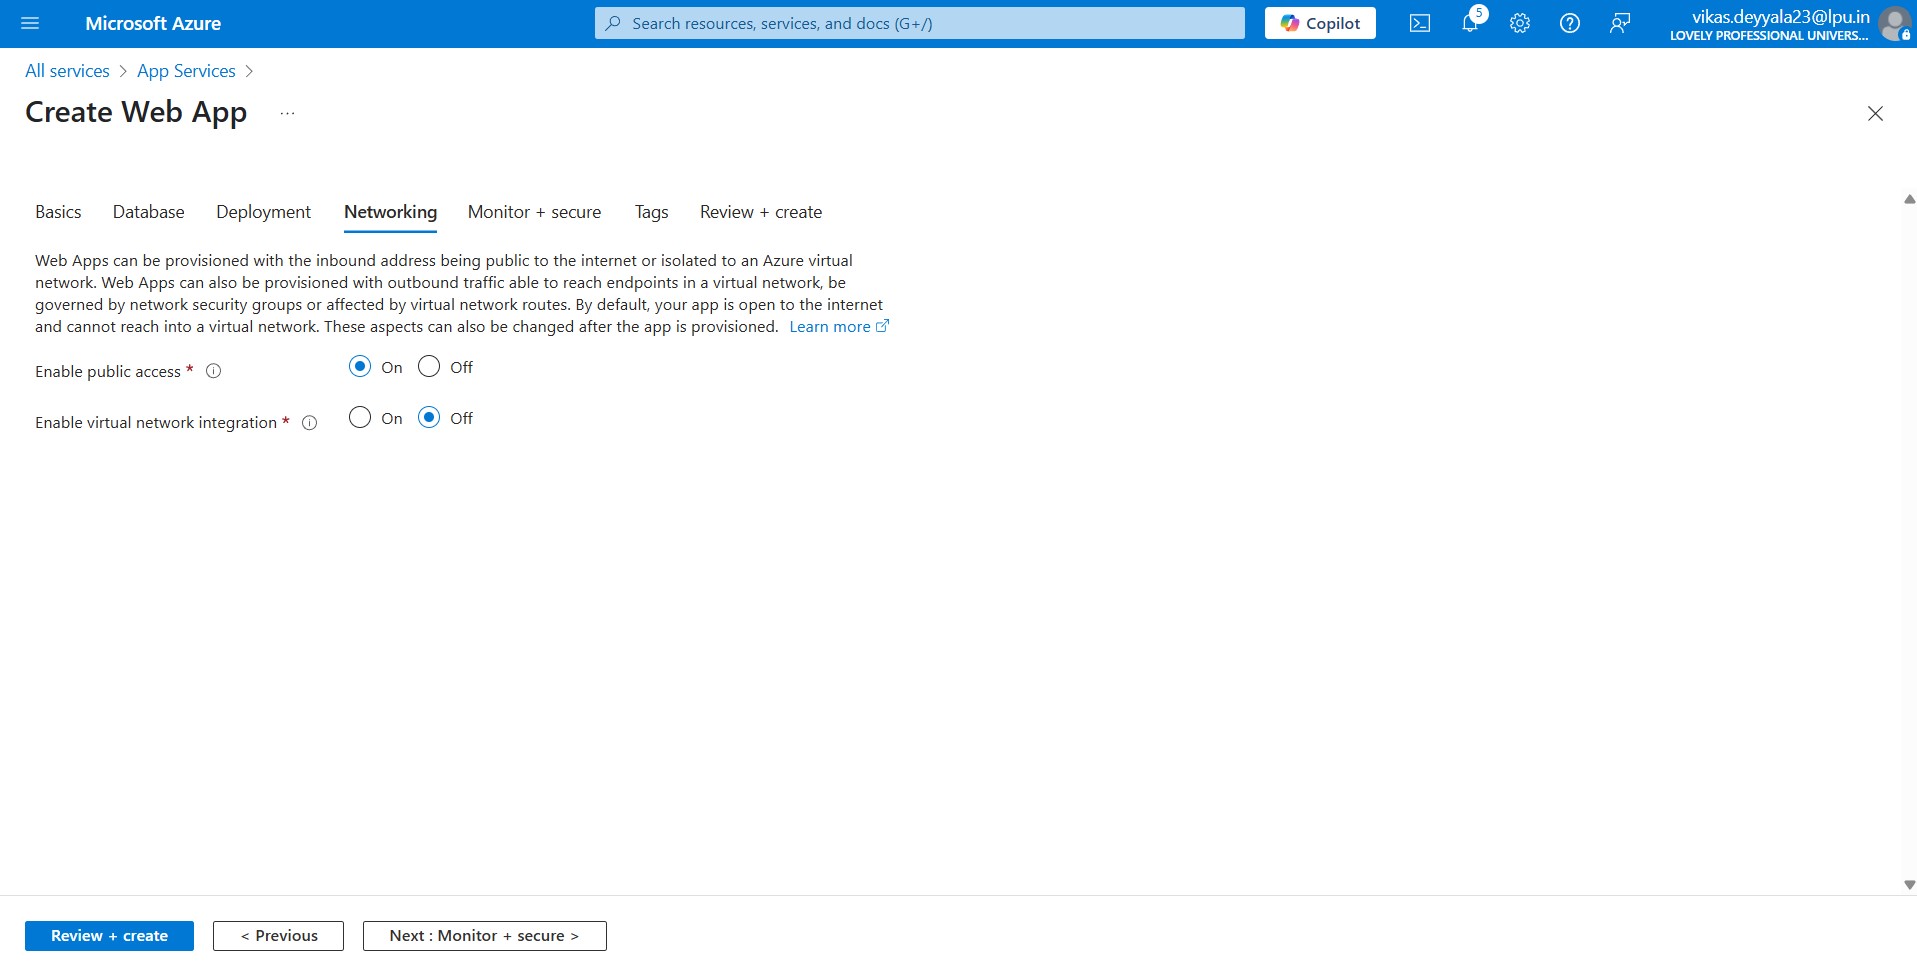 Microsoft Azure
Search resources, services, and docs (G+/)
Copilot
5
vikas.deyyala23@lpu.in
LOVELY PROFESSIONAL UNIVERS...
All services > App Services >
Create Web App ...
Basics Database Deployment Networking Monitor + secure Tags Review + create
Web Apps can be provisioned with the inbound address being public to the internet or isolated to an Azure virtual
network. Web Apps can also be provisioned with outbound traffic able to reach endpoints in a virtual network, be
governed by network security groups or affected by virtual network routes. By default, your app is open to the internet
and cannot reach into a virtual network. These aspects can also be changed after the app is provisioned. Learn more
Enable public access * On Off
Enable virtual network integration * On Off
Review + create < Previous Next : Monitor + secure >